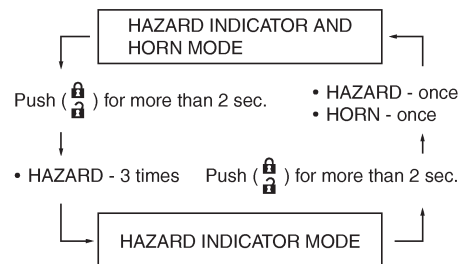 HAZARD INDICATOR AND
HORN MODE
Push ( ) for more than 2 sec.
• HAZARD - once
• HORN - once
• HAZARD - 3 times
Push ( ) for more than 2 sec.
HAZARD INDICATOR MODE